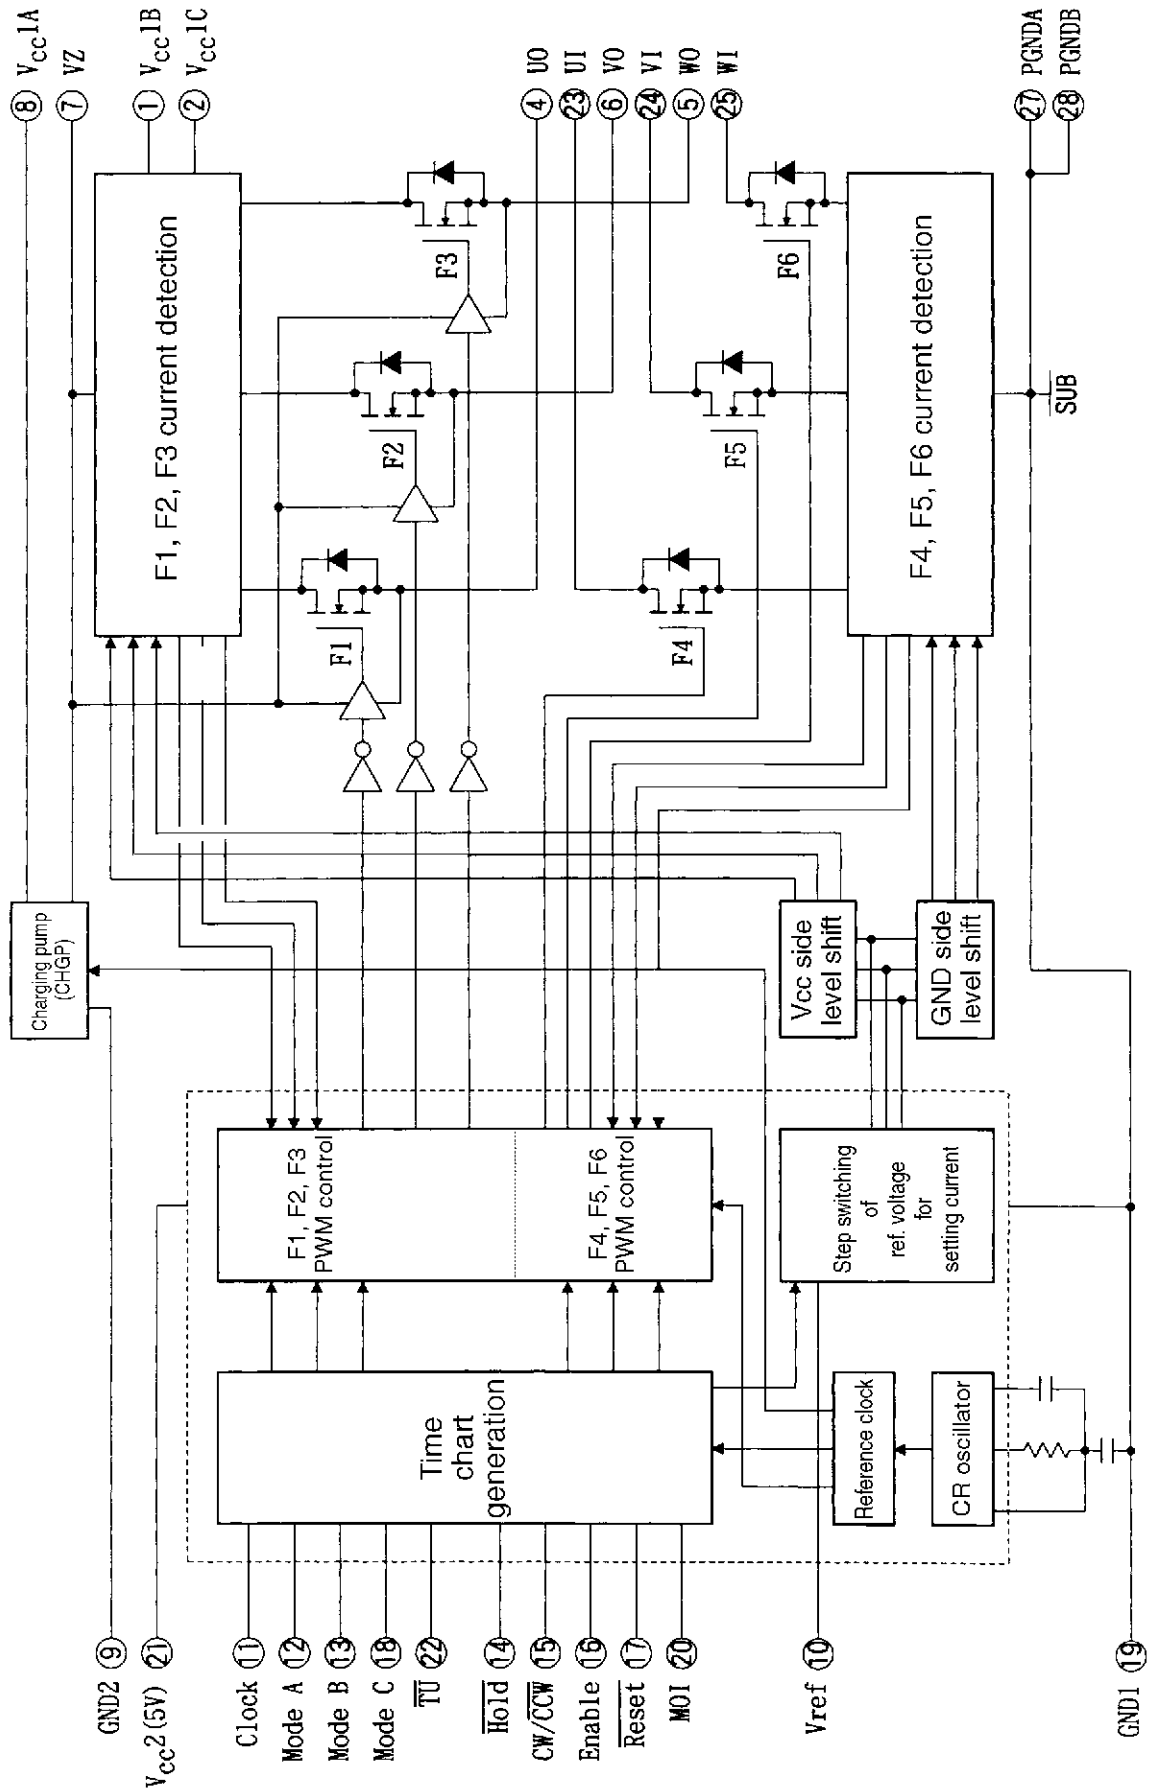 GND2 9
Vcc2(5V) 21
Clock 11
Mode A 12
Mode B 13
Mode C 18
TU 22
Hold 14
CW/CCW 15
Enable 16
Reset 17
MOI 20
Vref 10
GND1 19
Time
chart
generation
Reference clock
CR oscillator
F1, F2, F3
PWM control
F4, F5, F6
PWM control
Step switching
of
ref. voltage
for
setting current
Charging pump
(CHGP)
Vcc side
level shift
GND side
level shift
F1
F2
F3
F4
F5
F6
F1, F2, F3 current detection
F4, F5, F6 current detection
SUB
8 Vcc1A
7 VZ
1 Vcc1B
2 Vcc1C
4 UO
23 UI
6 VO
24 VI
5 WO
25 WI
27 PGNDA
28 PGNDB